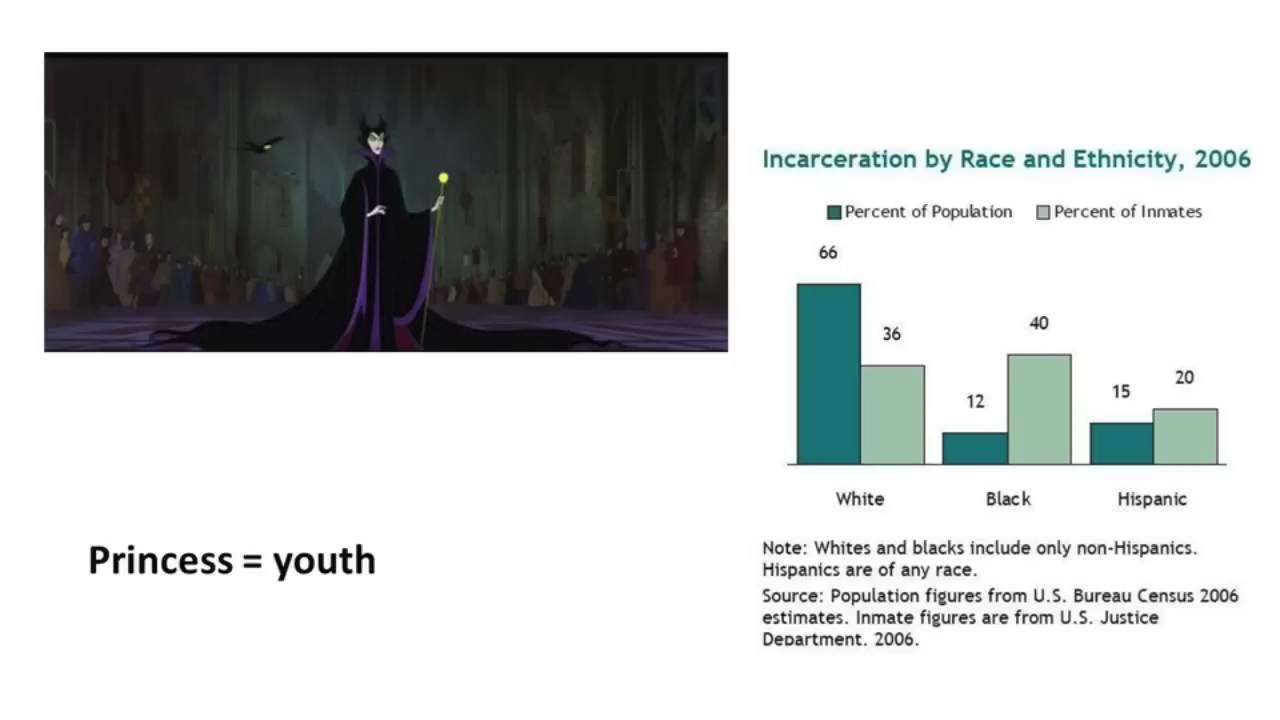 Incarceration by Race and Ethnicity, 2006
Percent of Population Percent of Inmates
66
36
12
40
15
20
White Black Hispanic
Note: Whites and blacks include only non-Hispanics.
Hispanics are of any race.
Source: Population figures from U.S. Bureau Census 2006
estimates. Inmate figures are from U.S. Justice
Department. 2006.
Princess = youth